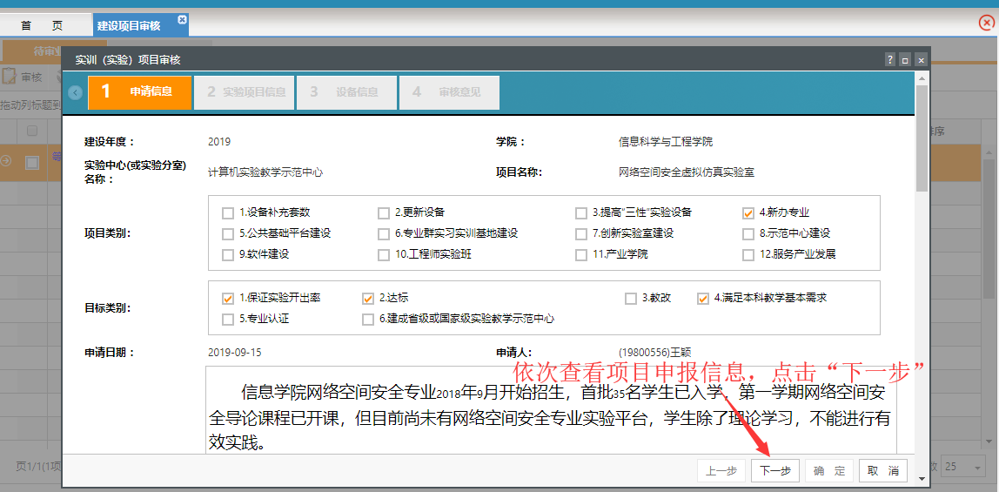 首 页 建设项目审核
待审业
实训（实验）项目审核
审核
1 申请信息 2 实验项目信息 3 设备信息 4 审核意见
拖动列标题到
建设年度： 2019 学院： 信息科学与工程学院
实验中心(或实验分室)
名称： 计算机实验教学示范中心 项目名称: 网络空间安全虚拟仿真实验室
项目类别:
1.设备补充套数 2.更新设备 3.提高“三性”实验设备 4.新办专业
5.公共基础平台建设 6.专业群实习实训基地建设 7.创新实验室建设 8.示范中心建设
9.软件建设 10.工程师实验班 11.产业学院 12.服务产业发展
目标类别:
1.保证实验开出率 2.达标 3.教改 4.满足本科教学基本需求
5.专业认证 6.建成省级或国家级实验教学示范中心
申请日期： 2019-09-15 申请人: (19800556)王颖
依次查看项目申报信息，点击“下一步”
信息学院网络空间安全专业2018年9月开始招生，首批35名学生已入学，第一学期网络空间安
全导论课程已开课，但目前尚未有网络空间安全专业实验平台，学生除了理论学习，不能进行有
效实践。
上一步 下一步 确 定 取 消
页1/1(1项 25